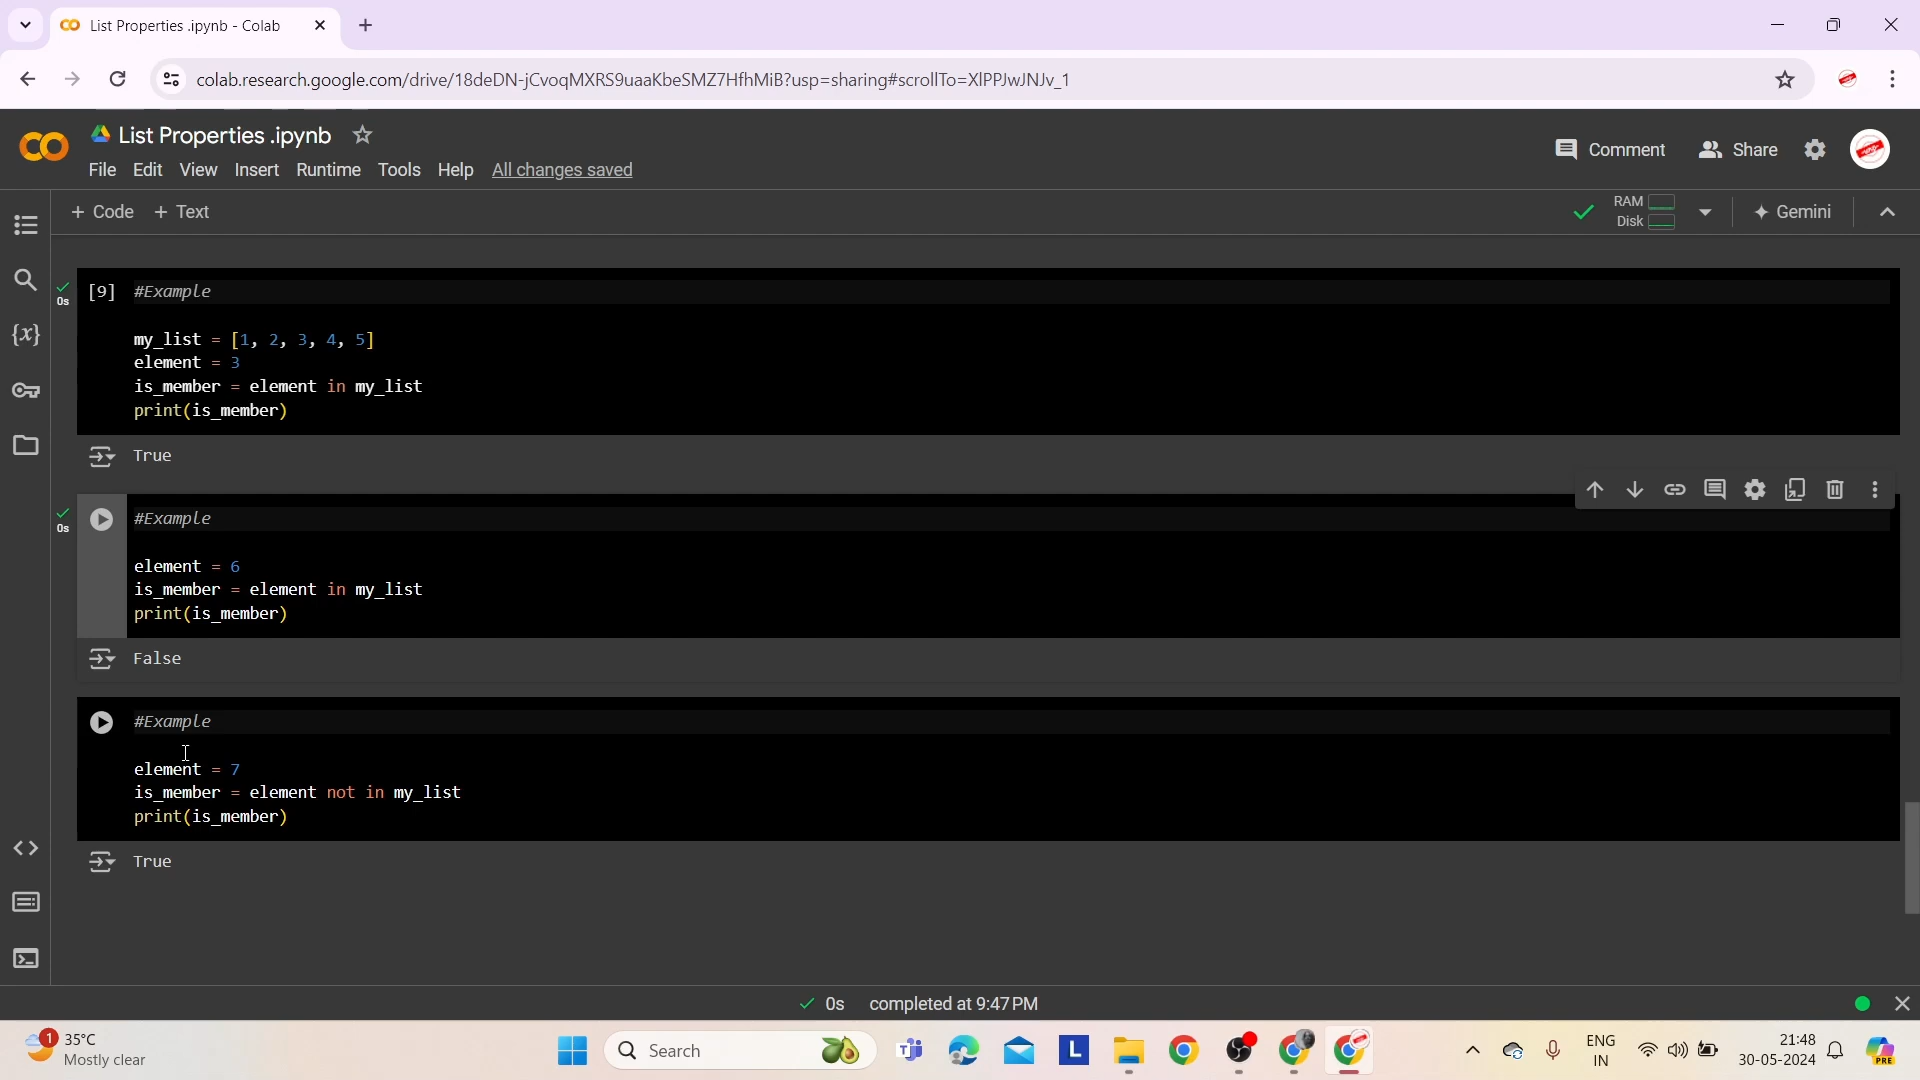 List Properties .ipynb - Colab
colab.research.google.com/drive/18deDN-jCvoqMXRS9uaaKbeSMZ7HfhMiB?usp=sharing#scrollTo=XlPPJwJNJv_1
List Properties .ipynb
Comment
Share
File Edit View Insert Runtime Tools Help All changes saved
+ Code + Text
RAM
Disk
Gemini
[9] #Example
0s
my_list = [1, 2, 3, 4, 5]
element = 3
is_member = element in my_list
print(is_member)
True
#Example
0s
element = 6
is_member = element in my_list
print(is_member)
False
#Example
element = 7
is_member = element not in my_list
print(is_member)
True
0s completed at 9:47 PM
1
35°C
Mostly clear
Search
L
ENG
IN
21:48
30-05-2024
PRE